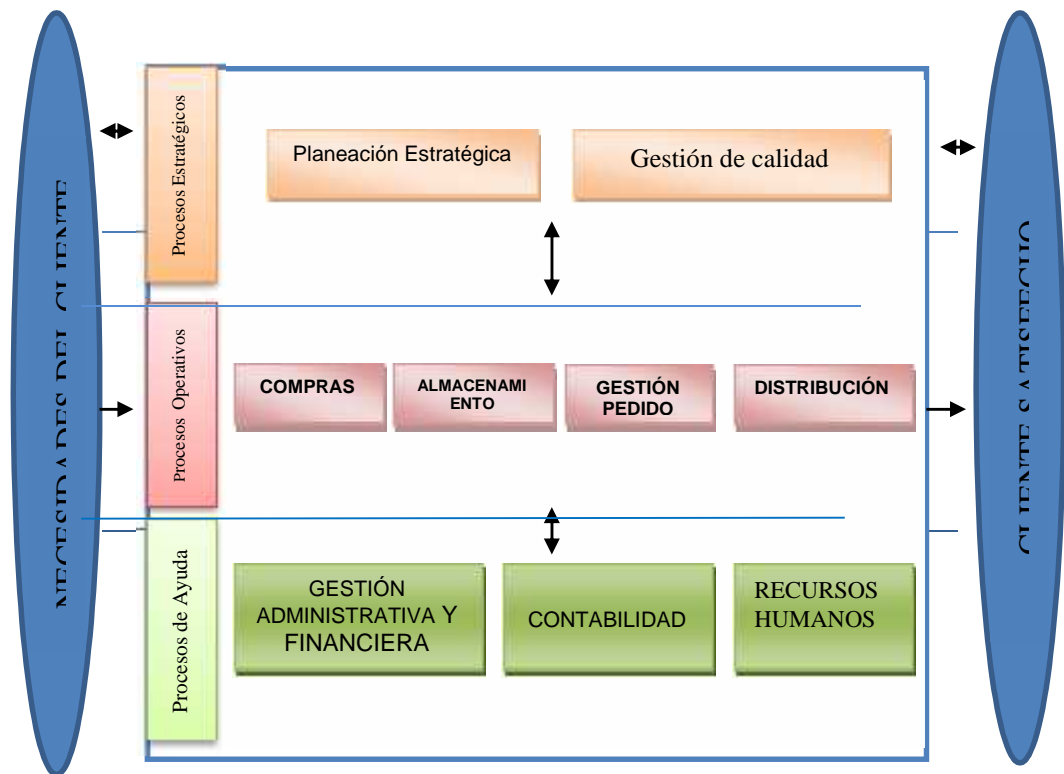 NECESIDADES DEL CLIENTE
Procesos Estratégicos
Planeación Estratégica
Gestión de calidad
Procesos Operativos
COMPRAS
ALMACENAMI
ENTO
GESTIÓN
PEDIDO
DISTRIBUCIÓN
Procesos de Ayuda
GESTIÓN
ADMINISTRATIVA Y
FINANCIERA
CONTABILIDAD
RECURSOS
HUMANOS
CLIENTE SATISFECHO